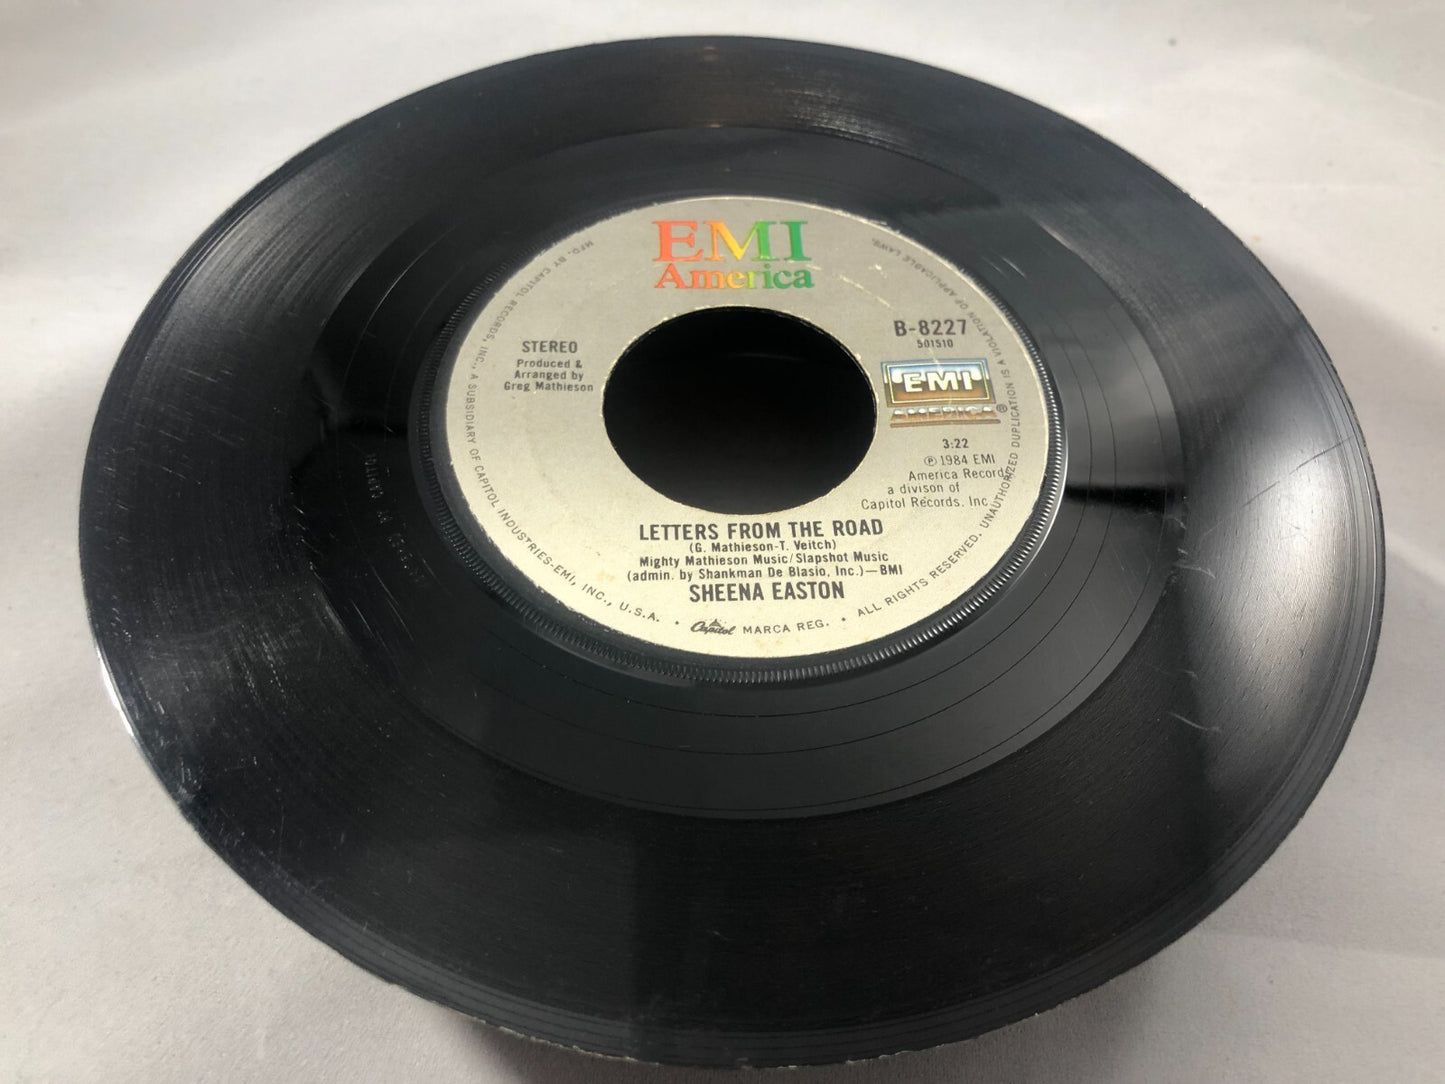 EMI
America
STEREO
Produced &
Arranged by
Greg Mathieson
B-8227
501510
EMI
AMERICA®
3:22
℗ 1984 EMI
America Records
a divison of
Capitol Records, Inc.
LETTERS FROM THE ROAD
(G. Mathieson-T. Veitch)
Mighty Mathieson Music/Slapshot Music
(admin. by Shankman De Blasio, Inc.)—BMI
SHEENA EASTON
MFD. BY CAPITOL RECORDS, INC., A SUBSIDIARY OF CAPITOL INDUSTRIES-EMI, INC., U.S.A. • Capitol MARCA REG. • ALL RIGHTS RESERVED. UNAUTHORIZED DUPLICATION IS A VIOLATION OF APPLICABLE LAWS.